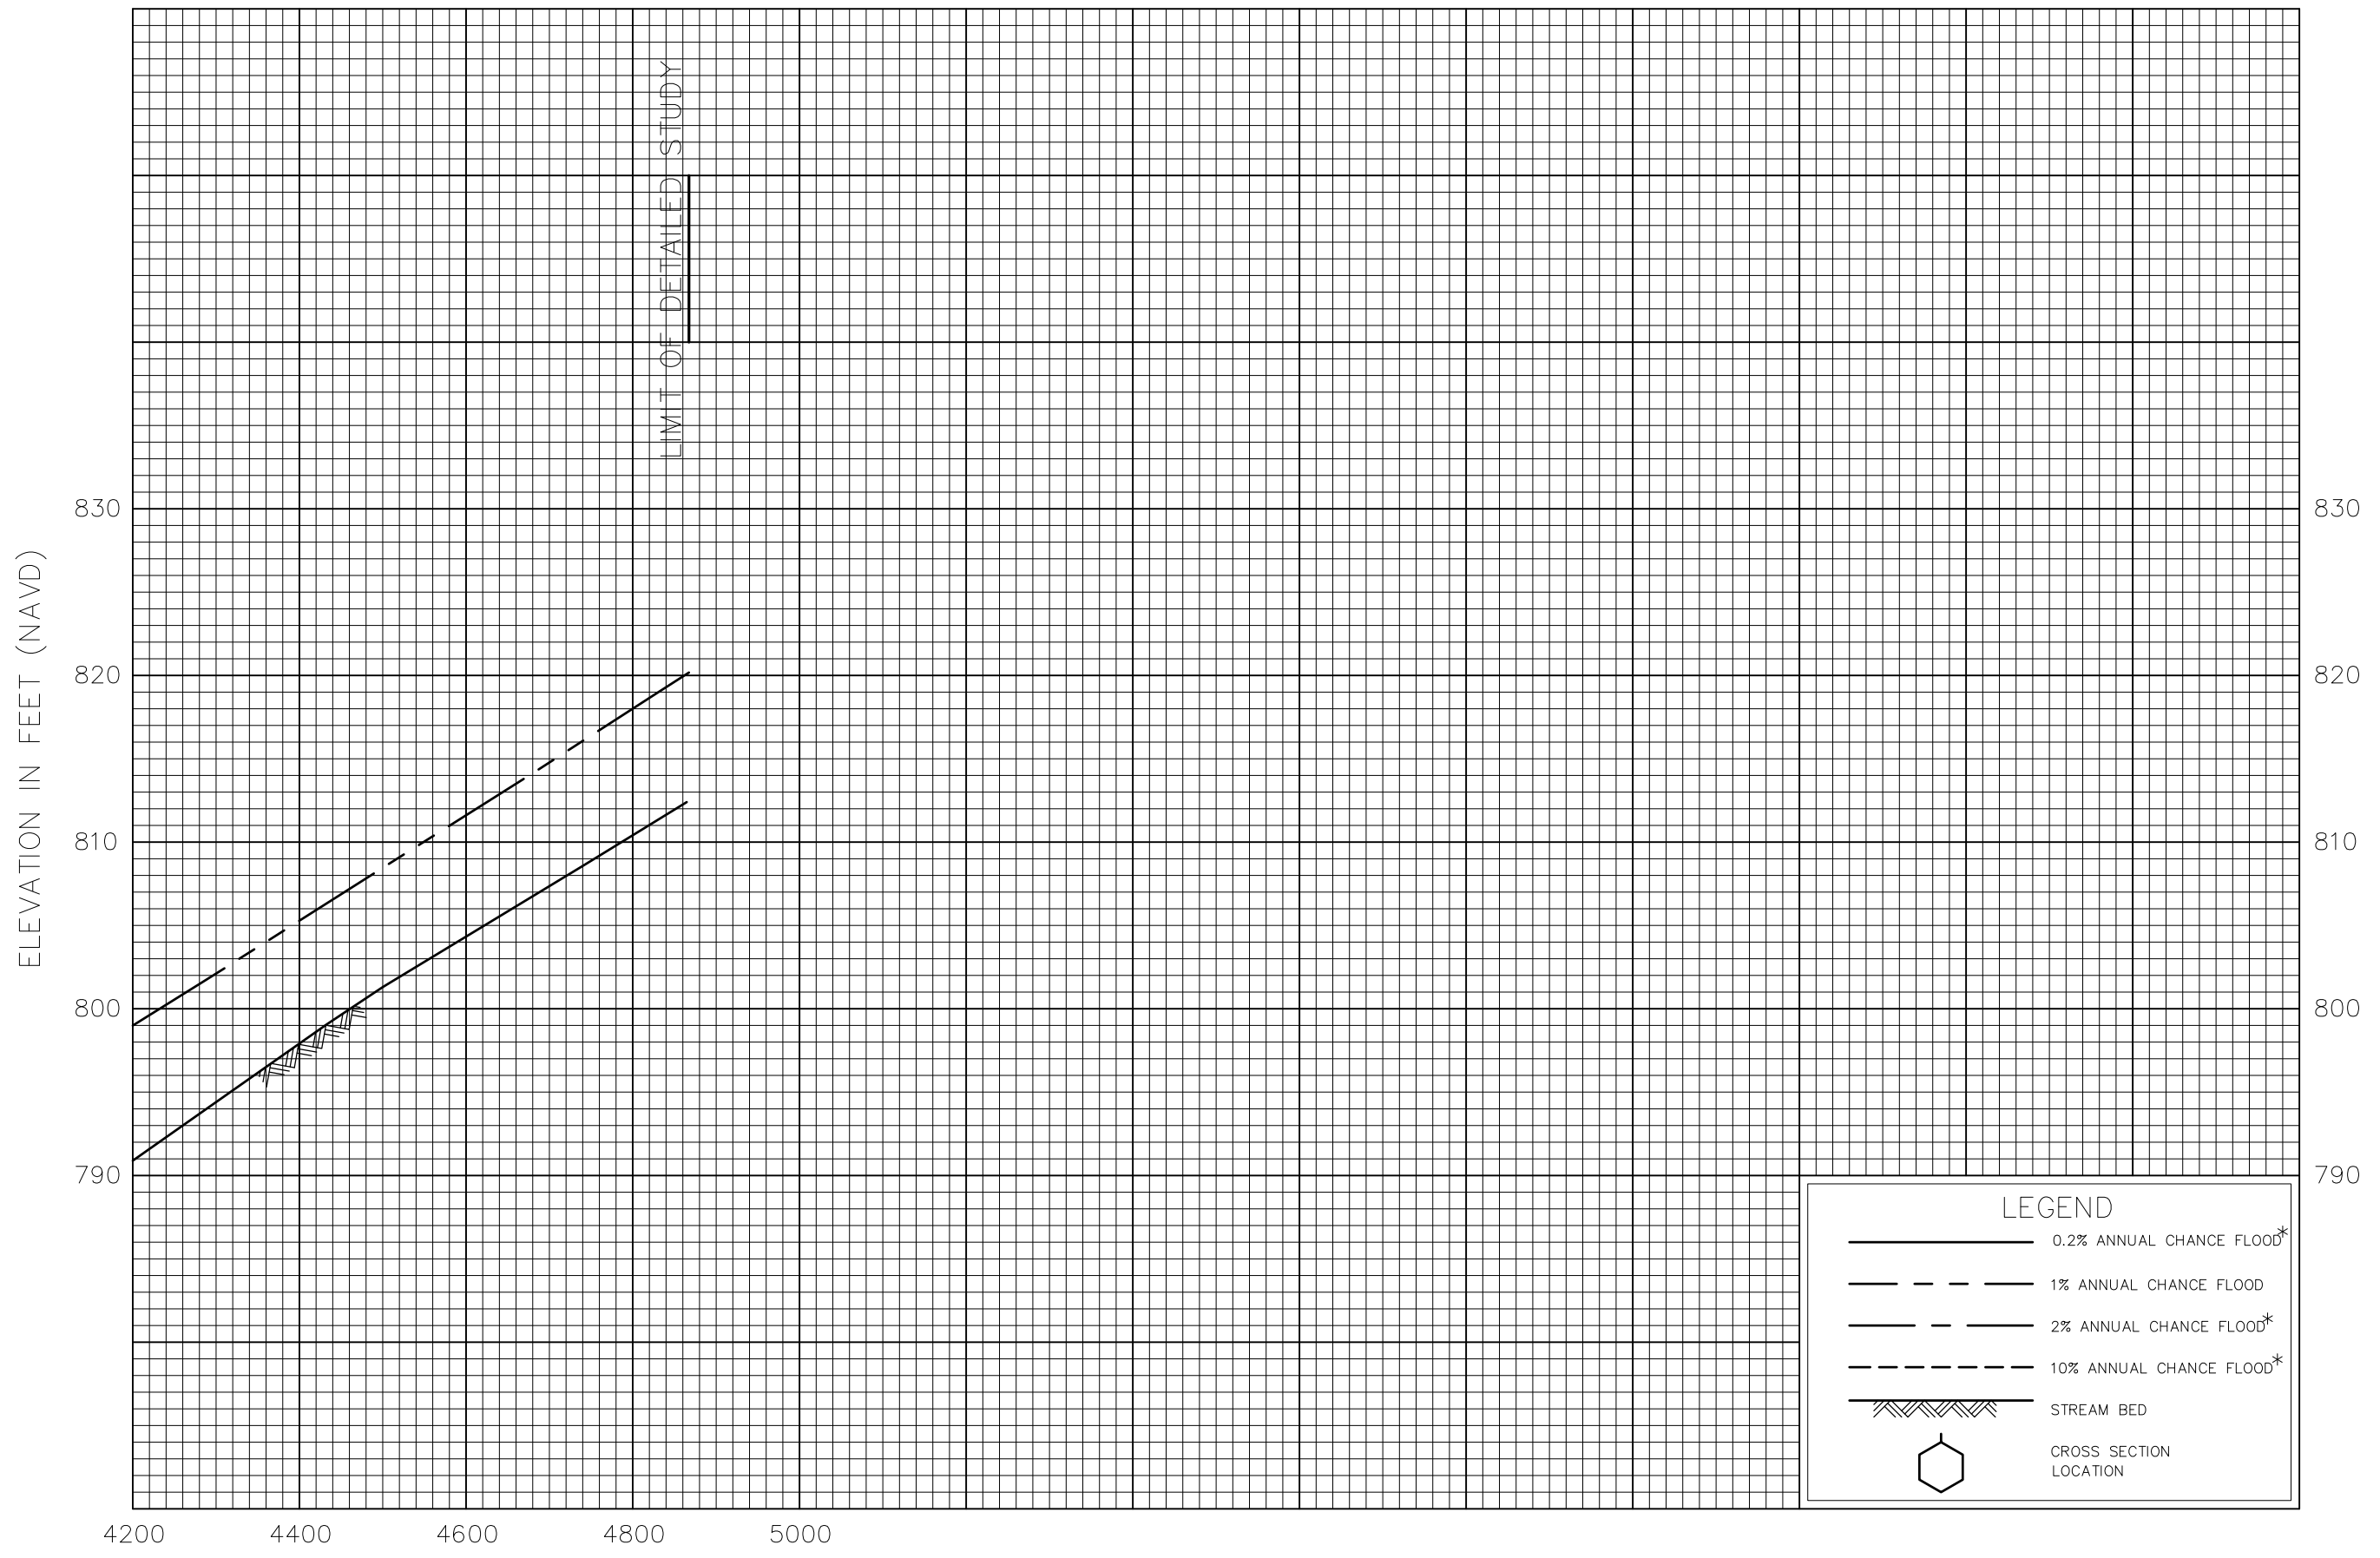 LIMIT OF DETAILED STUDY
ELEVATION IN FEET (NAVD)
830
820
810
800
790
830
820
810
800
790
LEGEND
0.2% ANNUAL CHANCE FLOOD*
1% ANNUAL CHANCE FLOOD
2% ANNUAL CHANCE FLOOD*
10% ANNUAL CHANCE FLOOD*
STREAM BED
CROSS SECTION
LOCATION
4200 4400 4600 4800 5000